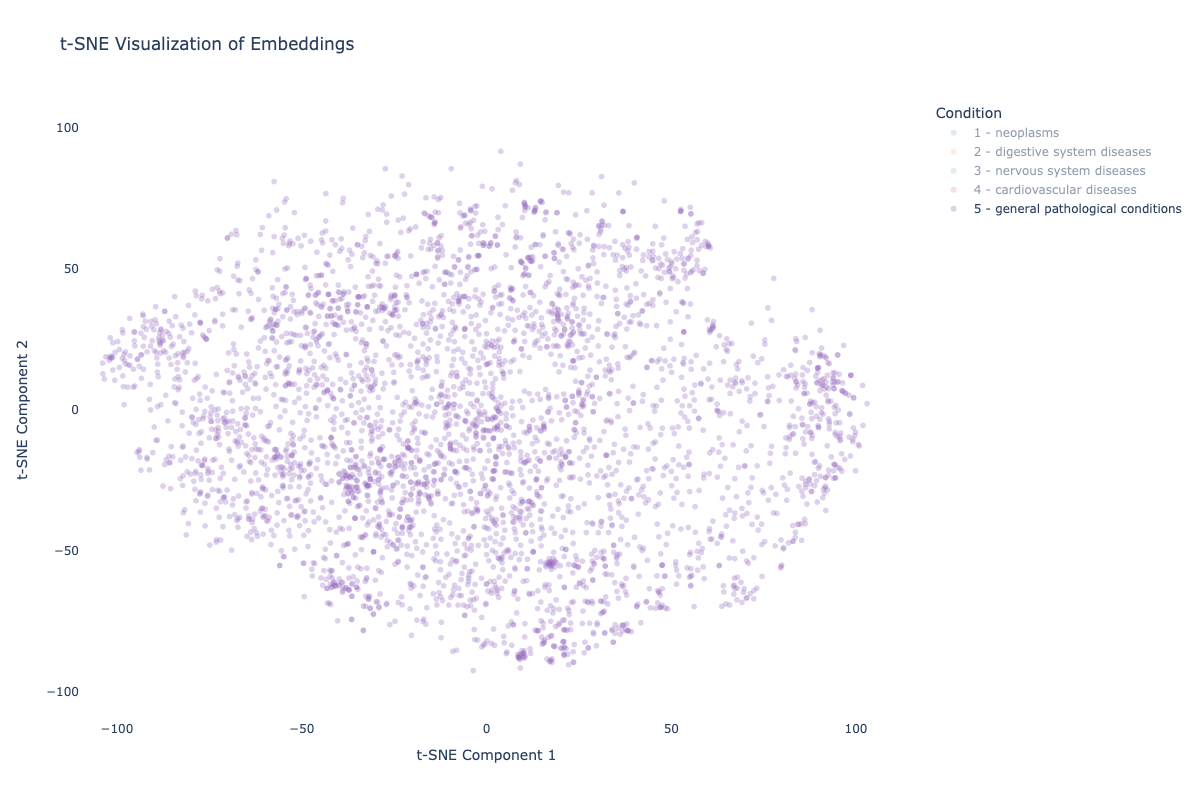 t-SNE Visualization of Embeddings
Condition
1 - neoplasms
2 - digestive system diseases
3 - nervous system diseases
4 - cardiovascular diseases
5 - general pathological conditions
100
50
0
−50
−100
t-SNE Component 2
−100
−50
0
50
100
t-SNE Component 1